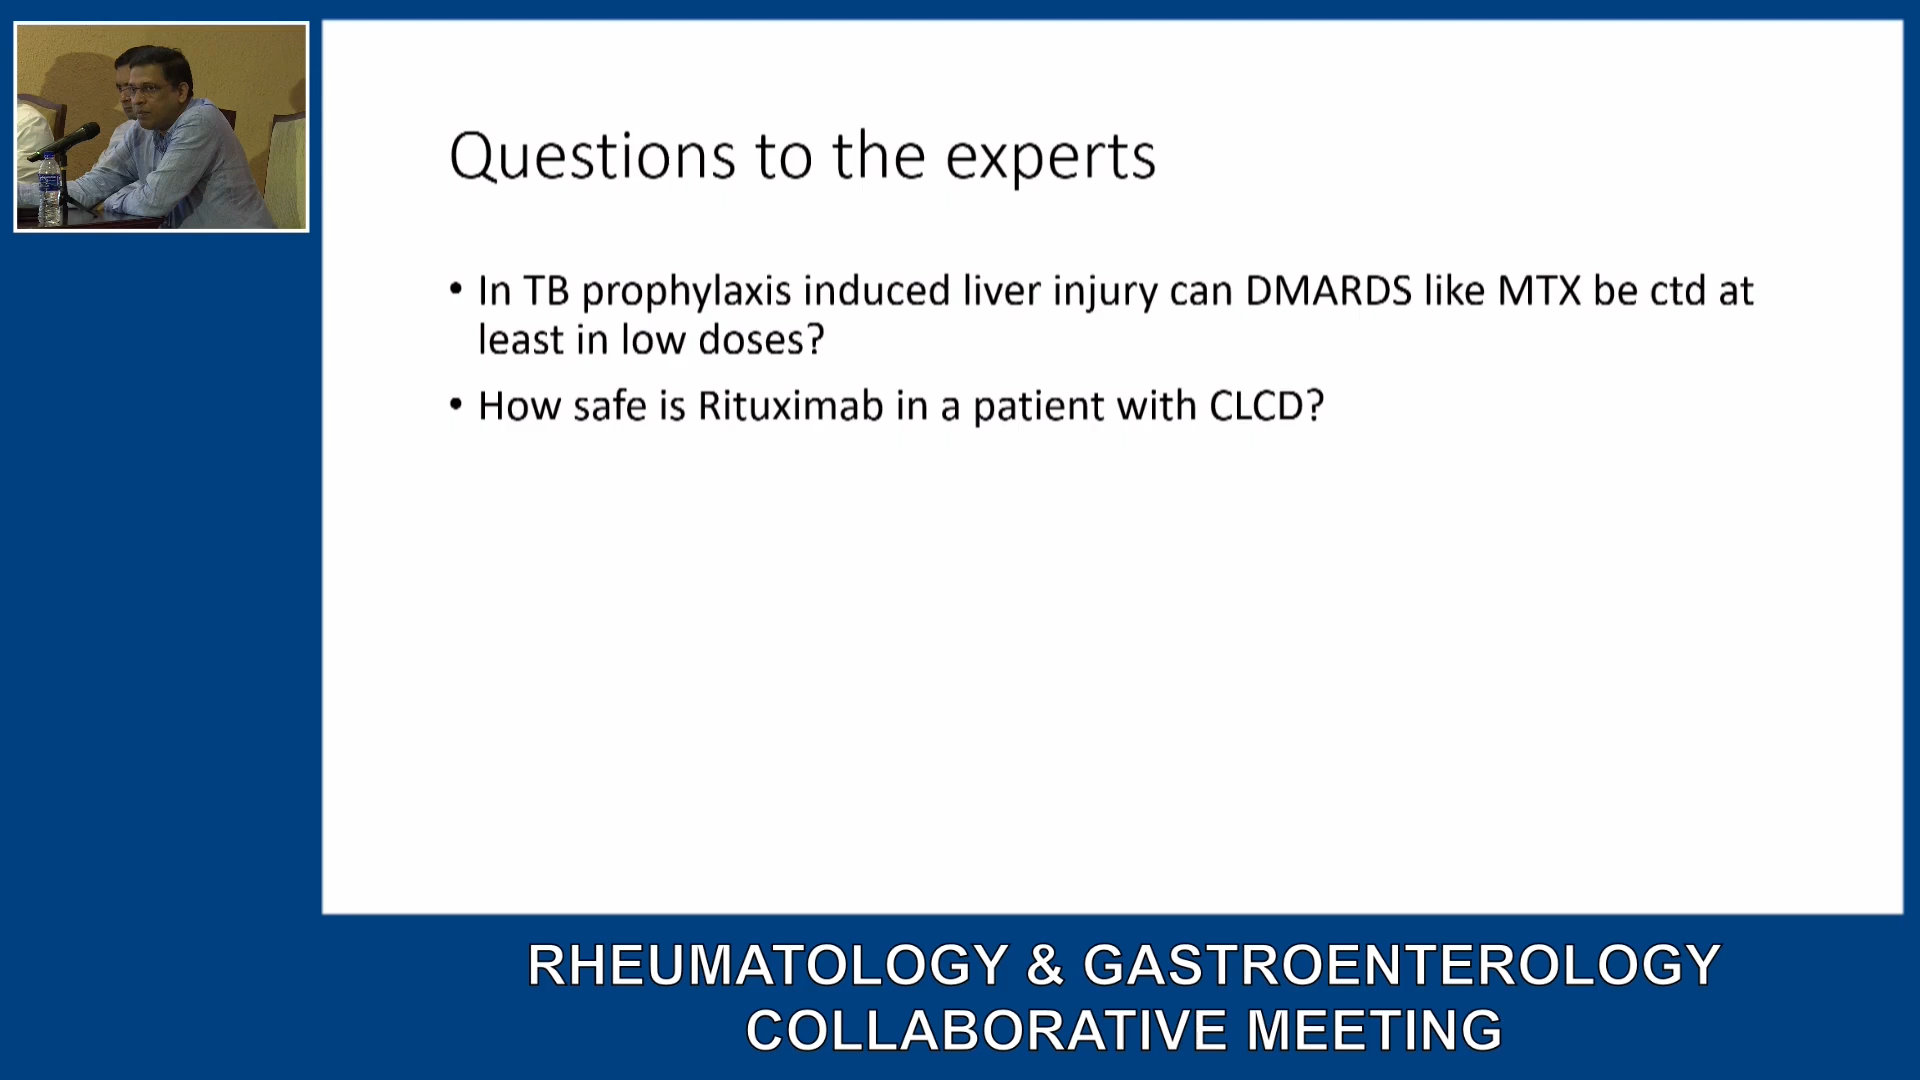 Questions to the experts
• In TB prophylaxis induced liver injury can DMARDS like MTX be ctd at
least in low doses?
• How safe is Rituximab in a patient with CLCD?
RHEUMATOLOGY & GASTROENTEROLOGY
COLLABORATIVE MEETING